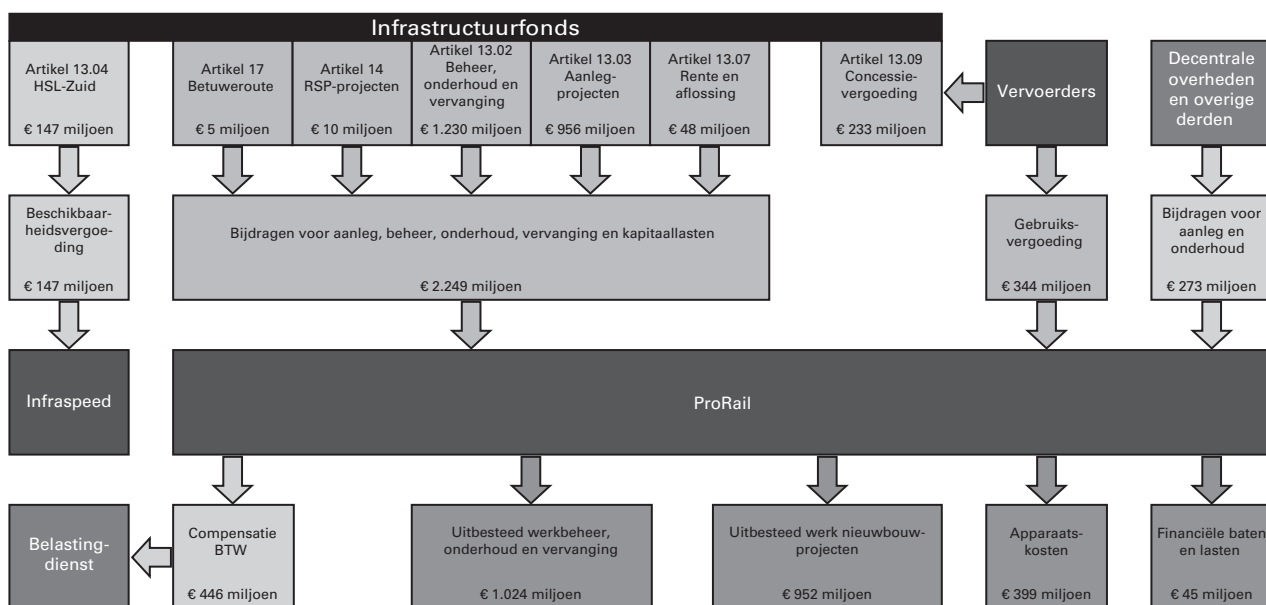 Infrastructuurfonds
Artikel 13.04
HSL-Zuid
€ 147 miljoen
Artikel 17
Betuweroute
€ 5 miljoen
Artikel 14
RSP-projecten
€ 10 miljoen
Artikel 13.02
Beheer,
onderhoud en
vervanging
€ 1.230 miljoen
Artikel 13.03
Aanleg-
projecten
€ 956 miljoen
Artikel 13.07
Rente en
aflossing
€ 48 miljoen
Artikel 13.09
Concessie-
vergoeding
€ 233 miljoen
Vervoerders
Decentrale
overheden
en overige
derden
Beschikbaar-
heidsvergoe-
ding
€ 147 miljoen
Bijdragen voor aanleg, beheer, onderhoud, vervanging en kapitaallasten
€ 2.249 miljoen
Gebruiks-
vergoeding
€ 344 miljoen
Bijdragen voor
aanleg en
onderhoud
€ 273 miljoen
Infraspeed
ProRail
Belasting-
dienst
Compensatie
BTW
€ 446 miljoen
Uitbesteed werkbeheer,
onderhoud en vervanging
€ 1.024 miljoen
Uitbesteed werk nieuwbouw-
projecten
€ 952 miljoen
Apparaats-
kosten
€ 399 miljoen
Financiële baten
en lasten
€ 45 miljoen